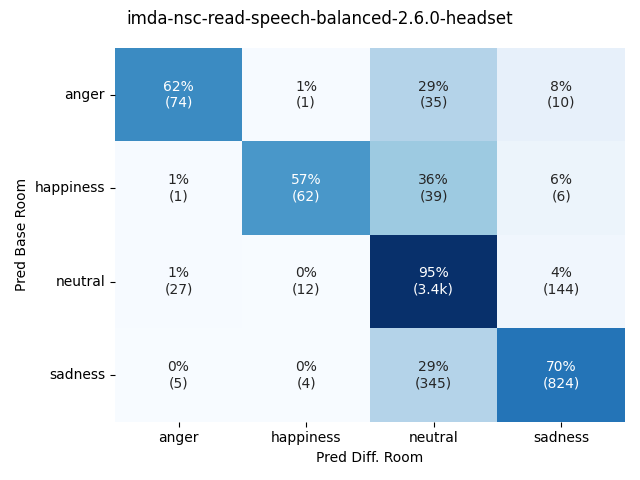 imda-nsc-read-speech-balanced-2.6.0-headset
anger
62%
(74)
1%
(1)
29%
(35)
8%
(10)
happiness
1%
(1)
57%
(62)
36%
(39)
6%
(6)
neutral
1%
(27)
0%
(12)
95%
(3.4k)
4%
(144)
sadness
0%
(5)
0%
(4)
29%
(345)
70%
(824)
Pred Base Room
anger
happiness
neutral
sadness
Pred Diff. Room